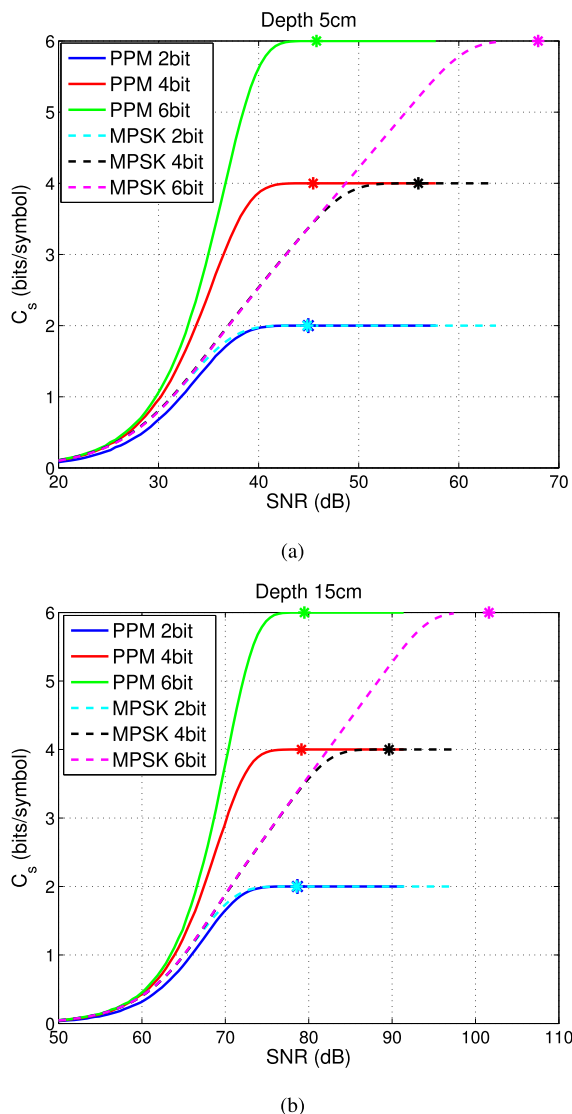 Depth 5cm
6
5
4
3
2
1
0
C_s (bits/symbol)
PPM 2bit
PPM 4bit
PPM 6bit
MPSK 2bit
MPSK 4bit
MPSK 6bit
20 30 40 50 60 70
SNR (dB)
(a)
Depth 15cm
6
5
4
3
2
1
0
C_s (bits/symbol)
PPM 2bit
PPM 4bit
PPM 6bit
MPSK 2bit
MPSK 4bit
MPSK 6bit
50 60 70 80 90 100 110
SNR (dB)
(b)